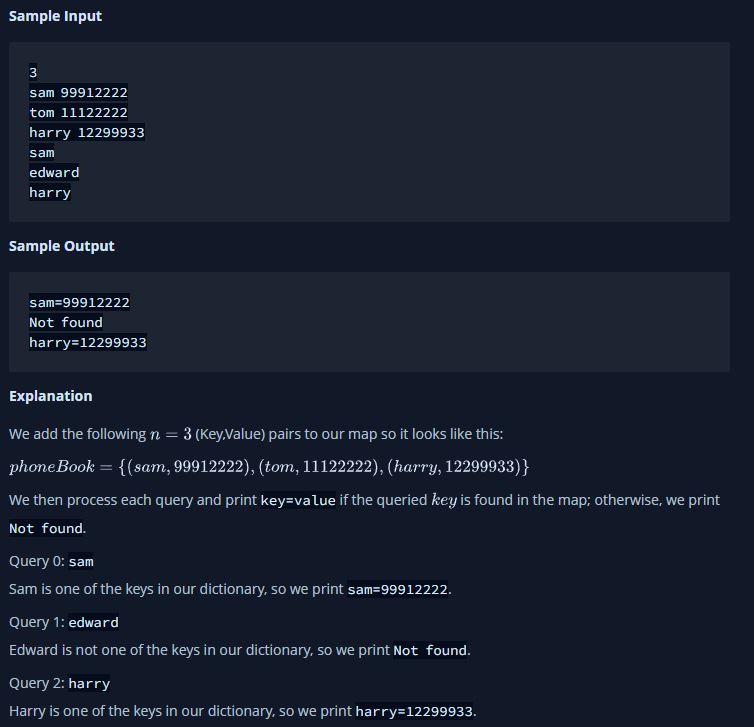 Sample Input
3
sam 99912222
tom 11122222
harry 12299933
sam
edward
harry
Sample Output
sam=99912222
Not found
harry=12299933
Explanation
We add the following n = 3 (Key,Value) pairs to our map so it looks like this:
phoneBook = {(sam, 99912222), (tom, 11122222), (harry, 12299933)}
We then process each query and print key=value if the queried key is found in the map; otherwise, we print
Not found.
Query 0: sam
Sam is one of the keys in our dictionary, so we print sam=99912222.
Query 1: edward
Edward is not one of the keys in our dictionary, so we print Not found.
Query 2: harry
Harry is one of the keys in our dictionary, so we print harry=12299933.